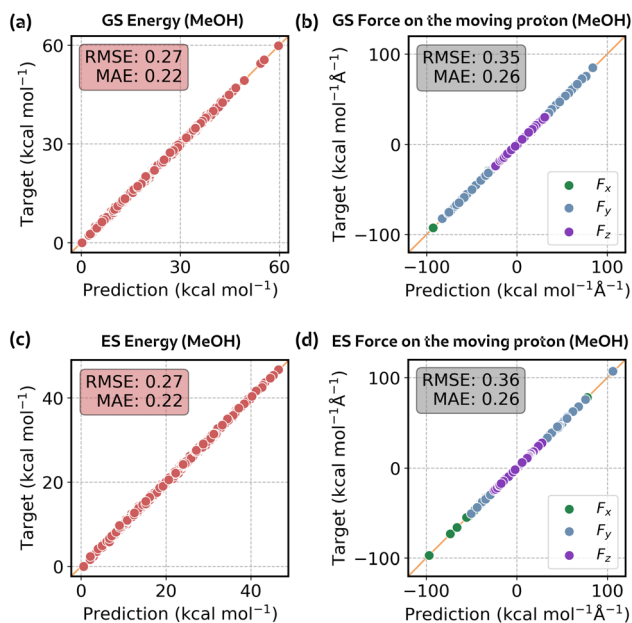 (a) GS Energy (MeOH)
RMSE: 0.27
MAE: 0.22
Target (kcal mol⁻¹)
60
30
0
0 30 60
Prediction (kcal mol⁻¹)
(b) GS Force on the moving proton (MeOH)
RMSE: 0.35
MAE: 0.26
Target (kcal mol⁻¹Å⁻¹)
100
0
−100
Fx
Fy
Fz
−100 0 100
Prediction (kcal mol⁻¹Å⁻¹)
(c) ES Energy (MeOH)
RMSE: 0.27
MAE: 0.22
Target (kcal mol⁻¹)
40
20
0
0 20 40
Prediction (kcal mol⁻¹)
(d) ES Force on the moving proton (MeOH)
RMSE: 0.36
MAE: 0.26
Target (kcal mol⁻¹Å⁻¹)
100
0
−100
Fx
Fy
Fz
−100 0 100
Prediction (kcal mol⁻¹Å⁻¹)